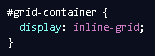 #grid-container {
  display: inline-grid;
}